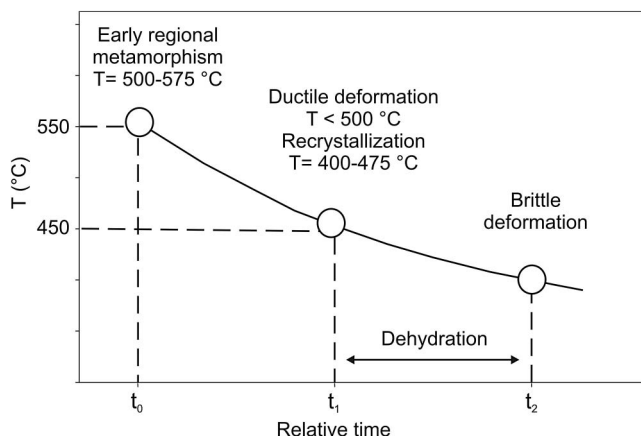 Early regional
metamorphism
T= 500-575 °C
Ductile deformation
T < 500 °C
Recrystallization
T= 400-475 °C
Brittle
deformation
550
450
T (°C)
Dehydration
t₀
t₁
t₂
Relative time